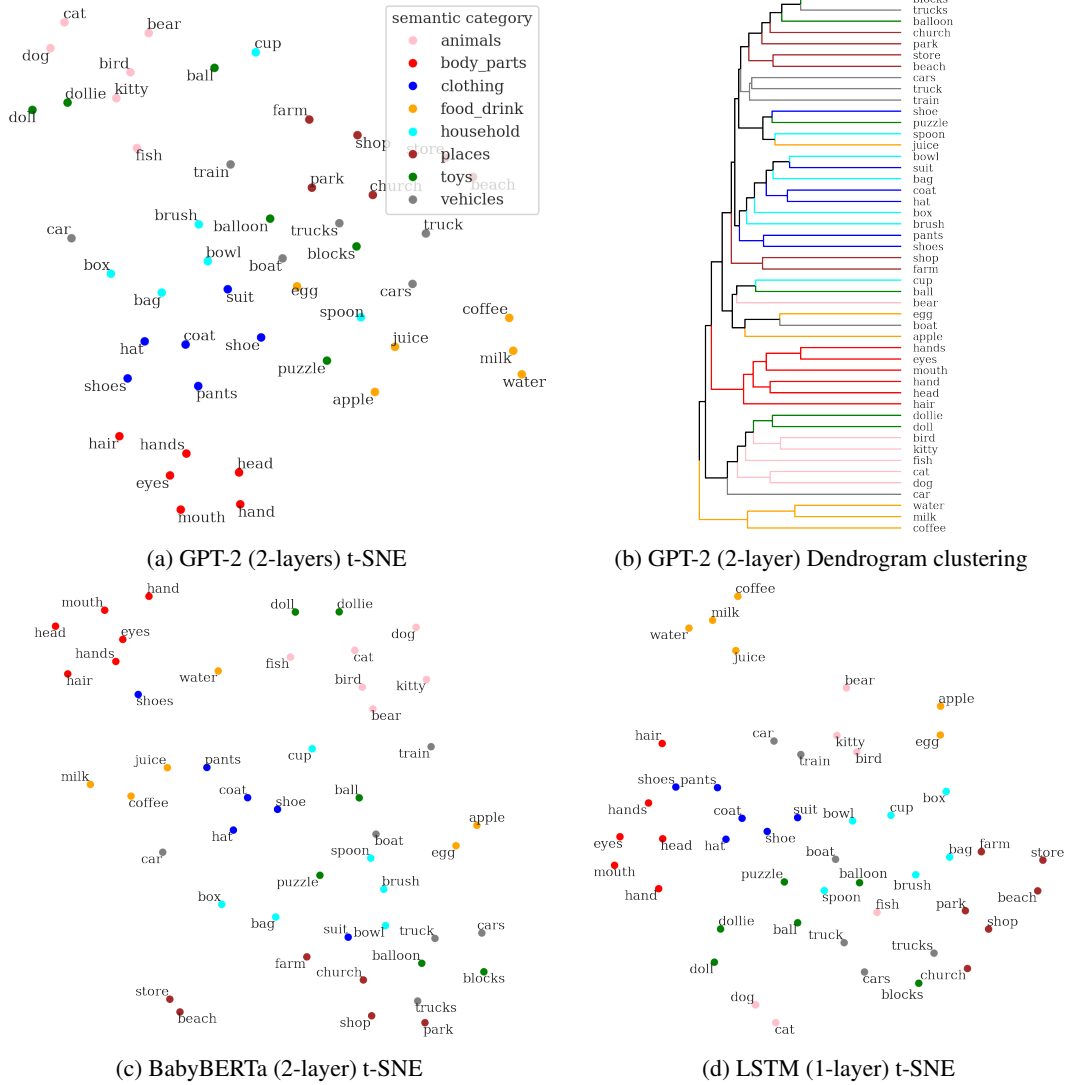 cat
bear
semantic category
animals
body_parts
clothing
food_drink
household
places
toys
vehicles
dog
cup
bird
ball
kitty
dollie
doll
farm
fish
shop
store
train
park
church
beach
brush
balloon
trucks
truck
car
bowl
blocks
box
boat
bag
suit
egg
cars
spoon
coffee
hat
coat
shoe
juice
milk
puzzle
shoes
pants
apple
water
hair
hands
head
eyes
mouth
hand
(a) GPT-2 (2-layers) t-SNE
blocks
trucks
balloon
church
park
store
beach
cars
truck
train
shoe
puzzle
spoon
juice
bowl
suit
bag
coat
hat
box
brush
pants
shoes
shop
farm
cup
ball
bear
egg
boat
apple
hands
eyes
mouth
hand
head
hair
dollie
doll
bird
kitty
fish
cat
dog
car
water
milk
coffee
(b) GPT-2 (2-layer) Dendrogram clustering
hand
mouth
doll
dollie
head
eyes
dog
hands
fish
cat
hair
water
bird
kitty
shoes
bear
cup
train
juice
pants
milk
coat
shoe
ball
coffee
apple
hat
boat
car
spoon
egg
puzzle
brush
box
bag
suit
bowl
truck
cars
farm
church
balloon
blocks
store
beach
trucks
shop
park
(c) BabyBERTa (2-layer) t-SNE
coffee
milk
water
juice
bear
apple
hair
car
kitty
egg
train
bird
shoes
pants
box
hands
coat
suit
bowl
cup
eyes
head
hat
shoe
farm
store
mouth
boat
bag
hand
puzzle
balloon
brush
beach
spoon
fish
park
dollie
ball
shop
truck
trucks
doll
cars
church
blocks
dog
cat
(d) LSTM (1-layer) t-SNE